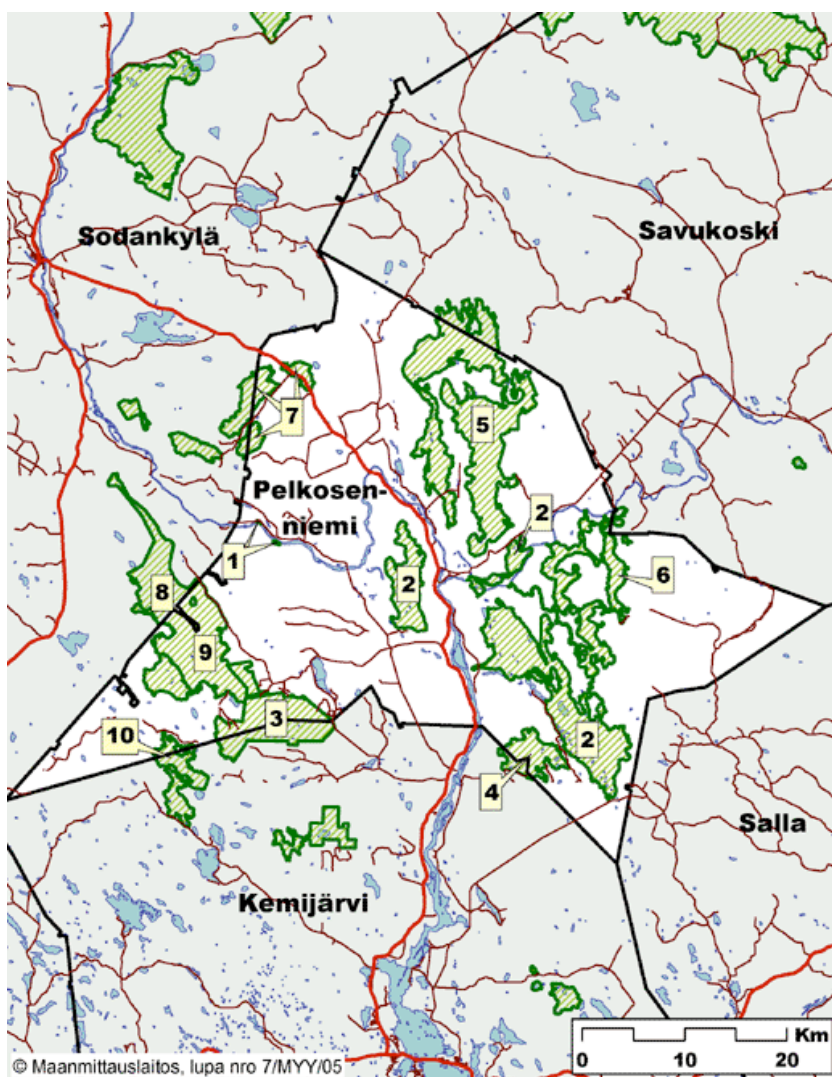 Sodankylä
Savukoski
7
5
Pelkosen-
niemi
2
1
2
6
8
9
3
10
2
4
Salla
Kemijärvi
Km
0 10 20
© Maanmittauslaitos, lupa nro 7/MYY/05